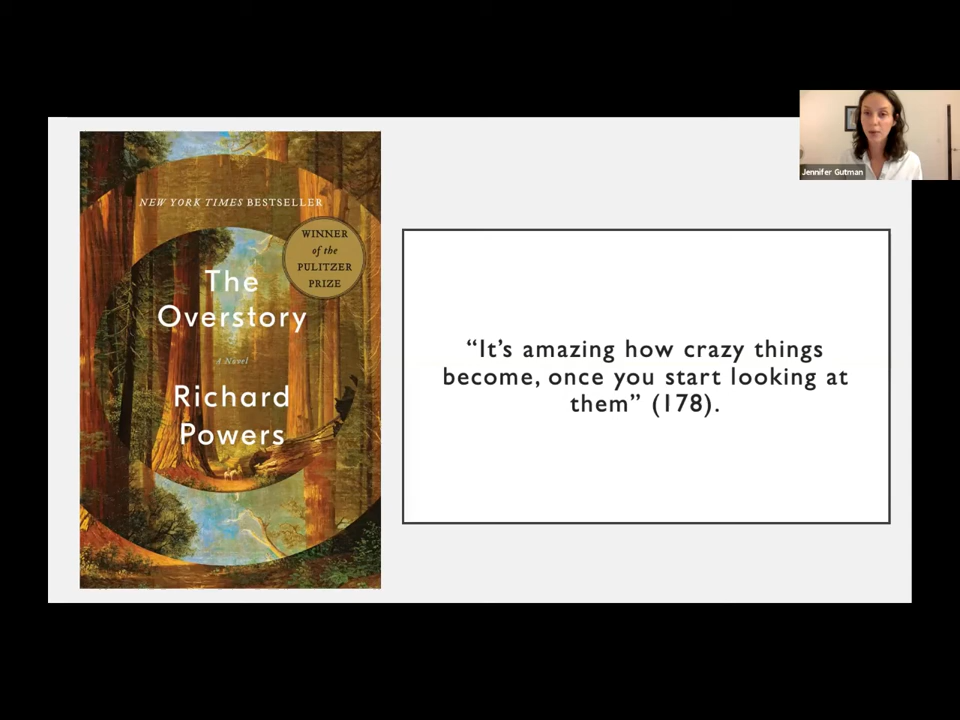 Jennifer Gutman
NEW YORK TIMES BESTSELLER
WINNER
of the
PULITZER
PRIZE
The
Overstory
A Novel
Richard
Powers
“It’s amazing how crazy things
become, once you start looking at
them” (178).